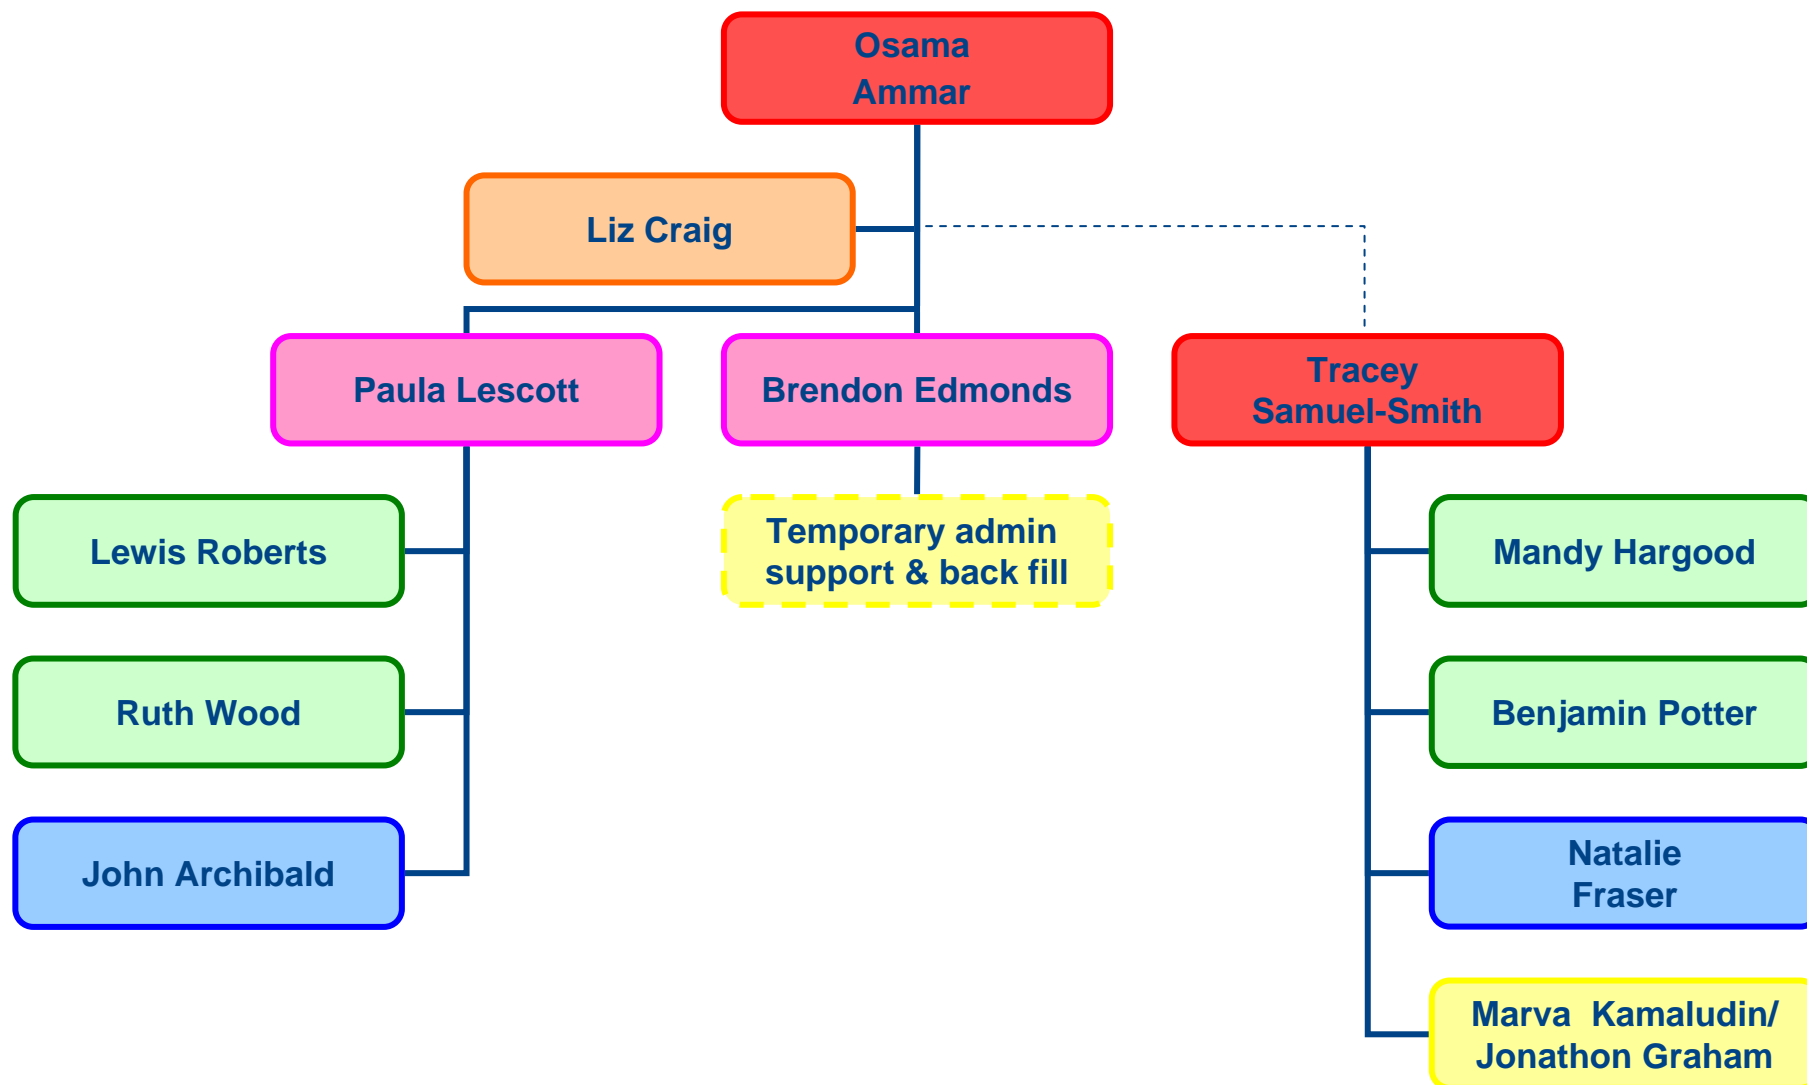 Osama
Ammar
Liz Craig
Paula Lescott
Brendon Edmonds
Tracey
Samuel-Smith
Lewis Roberts
Temporary admin
support & back fill
Mandy Hargood
Ruth Wood
Benjamin Potter
John Archibald
Natalie
Fraser
Marva  Kamaludin/
Jonathon Graham